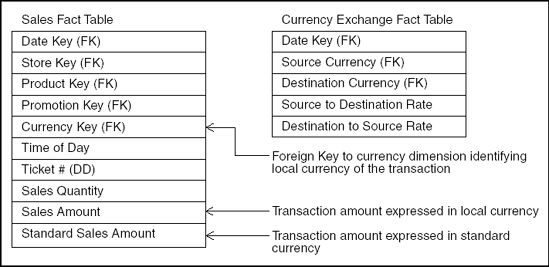 Sales Fact Table
Date Key (FK)
Store Key (FK)
Product Key (FK)
Promotion Key (FK)
Currency Key (FK)
Time of Day
Ticket # (DD)
Sales Quantity
Sales Amount
Standard Sales Amount
Currency Exchange Fact Table
Date Key (FK)
Source Currency (FK)
Destination Currency (FK)
Source to Destination Rate
Destination to Source Rate
Foreign Key to currency dimension identifying
local currency of the transaction
Transaction amount expressed in local currency
Transaction amount expressed in standard
currency